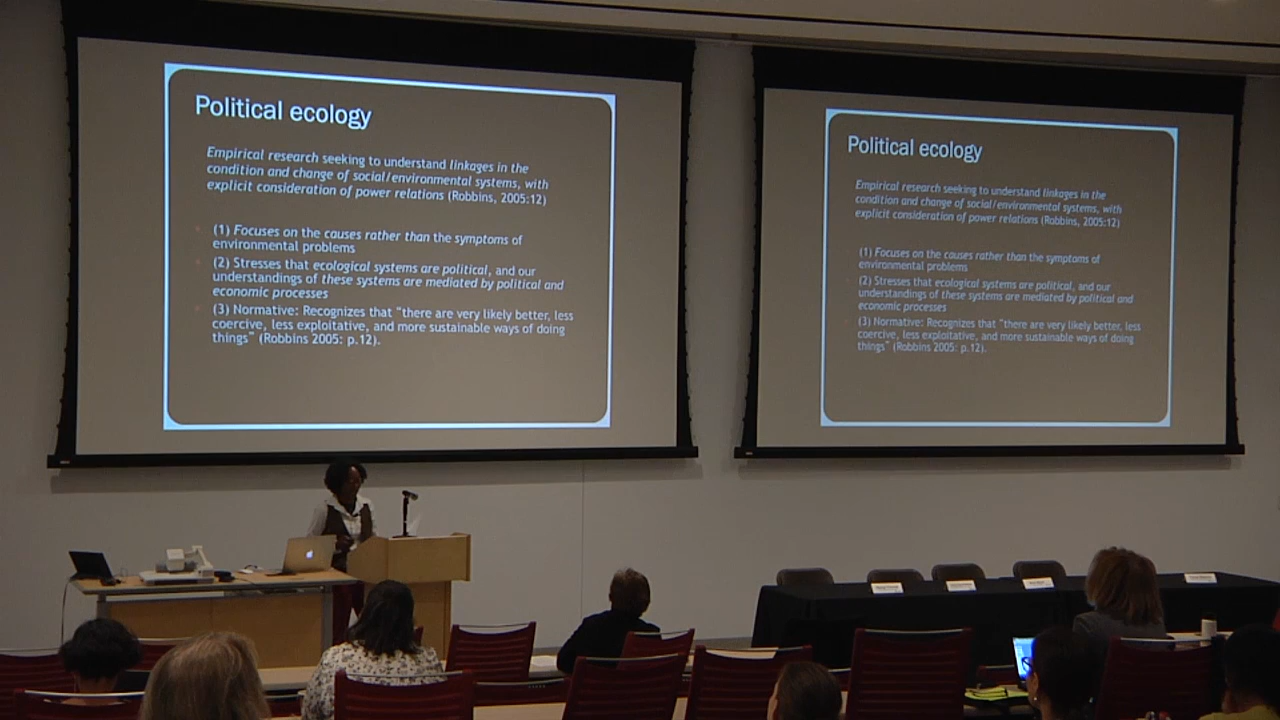 Political ecology
Empirical research seeking to understand linkages in the
condition and change of social/environmental systems, with
explicit consideration of power relations (Robbins, 2005:12)
(1) Focuses on the causes rather than the symptoms of
environmental problems
(2) Stresses that ecological systems are political, and our
understandings of these systems are mediated by political and
economic processes
(3) Normative: Recognizes that “there are very likely better, less
coercive, less exploitative, and more sustainable ways of doing
things” (Robbins 2005: p.12).
Political ecology
Empirical research seeking to understand linkages in the
condition and change of social/environmental systems, with
explicit consideration of power relations (Robbins, 2005:12)
(1) Focuses on the causes rather than the symptoms of
environmental problems
(2) Stresses that ecological systems are political, and our
understandings of these systems are mediated by political and
economic processes
(3) Normative: Recognizes that “there are very likely better, less
coercive, less exploitative, and more sustainable ways of doing
things” (Robbins 2005: p.12).